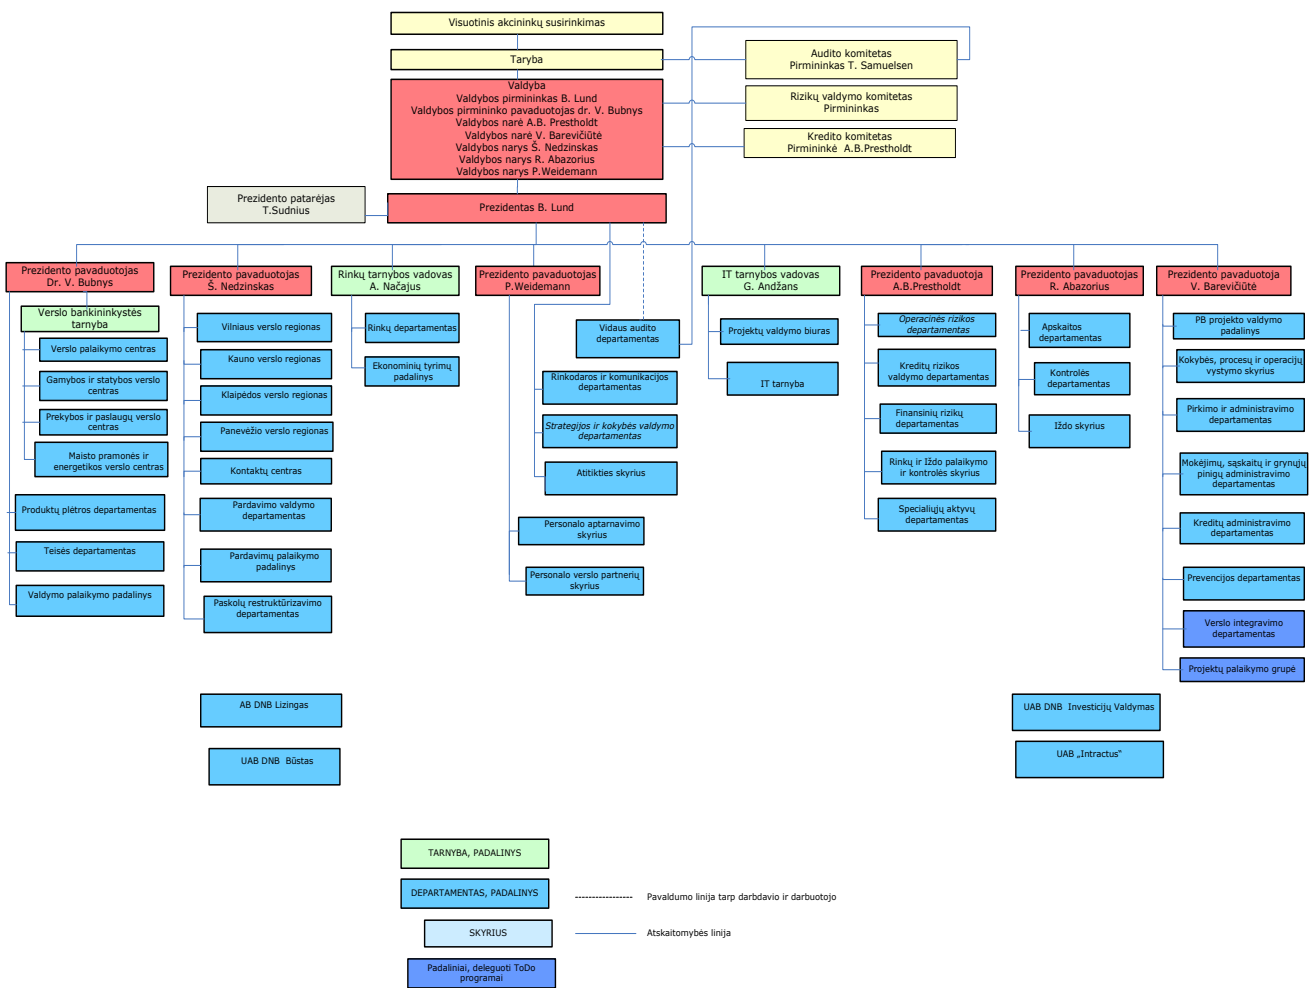 Visuotinis akcininkų susirinkimas
Taryba
Audito komitetas
Pirmininkas T. Samuelsen
Valdyba
Valdybos pirmininkas B. Lund
Valdybos pirmininko pavaduotojas dr. V. Bubnys
Valdybos narė A.B. Prestholdt
Valdybos narė V. Barevičiūtė
Valdybos narys Š. Nedzinskas
Valdybos narys R. Abazorius
Valdybos narys P.Weidemann
Rizikų valdymo komitetas
Pirmininkas
Kredito komitetas
Pirmininkė A.B.Prestholdt
Prezidento patarėjas
T.Sudnius
Prezidentas B. Lund
Prezidento pavaduotojas
Dr. V. Bubnys
Verslo bankininkystės
tarnyba
Verslo palaikymo centras
Gamybos ir statybos verslo
centras
Prekybos ir paslaugų verslo
centras
Maisto pramonės ir
energetikos verslo centras
Produktų plėtros departamentas
Teisės departamentas
Valdymo palaikymo padalinys
Prezidento pavaduotojas
Š. Nedzinskas
Vilniaus verslo regionas
Kauno verslo regionas
Klaipėdos verslo regionas
Panevėžio verslo regionas
Kontaktų centras
Pardavimo valdymo
departamentas
Pardavimų palaikymo
padalinys
Paskolų restruktūrizavimo
departamentas
Rinkų tarnybos vadovas
A. Načajus
Rinkų departamentas
Ekonominių tyrimų
padalinys
Prezidento pavaduotojas
P.Weidemann
Vidaus audito
departamentas
Rinkodaros ir komunikacijos
departamentas
Strategijos ir kokybės valdymo
departamentas
Atitikties skyrius
Personalo aptarnavimo
skyrius
Personalo verslo partnerių
skyrius
IT tarnybos vadovas
G. Andžans
Projektų valdymo biuras
IT tarnyba
Prezidento pavaduotoja
A.B.Prestholdt
Operacinės rizikos
departamentas
Kreditų rizikos
valdymo departamentas
Finansinių rizikų
departamentas
Rinkų ir Iždo palaikymo
ir kontrolės skyrius
Specialiųjų aktyvų
departamentas
Prezidento pavaduotojas
R. Abazorius
Apskaitos
departamentas
Kontrolės
departamentas
Iždo skyrius
Prezidento pavaduotoja
V. Barevičiūtė
PB projekto valdymo
padalinys
Kokybės, procesų ir operacijų
vystymo skyrius
Pirkimo ir administravimo
departamentas
Mokėjimų, sąskaitų ir grynųjų
pinigų administravimo
departamentas
Kreditų administravimo
departamentas
Prevencijos departamentas
Verslo integravimo
departamentas
Projektų palaikymo grupė
AB DNB Lizingas
UAB DNB Būstas
UAB DNB Investicijų Valdymas
UAB „Intractus"
TARNYBA, PADALINYS
DEPARTAMENTAS, PADALINYS
SKYRIUS
Padaliniai, deleguoti ToDo
programai
Pavaldumo linija tarp darbdavio ir darbuotojo
Atskaitomybės linija